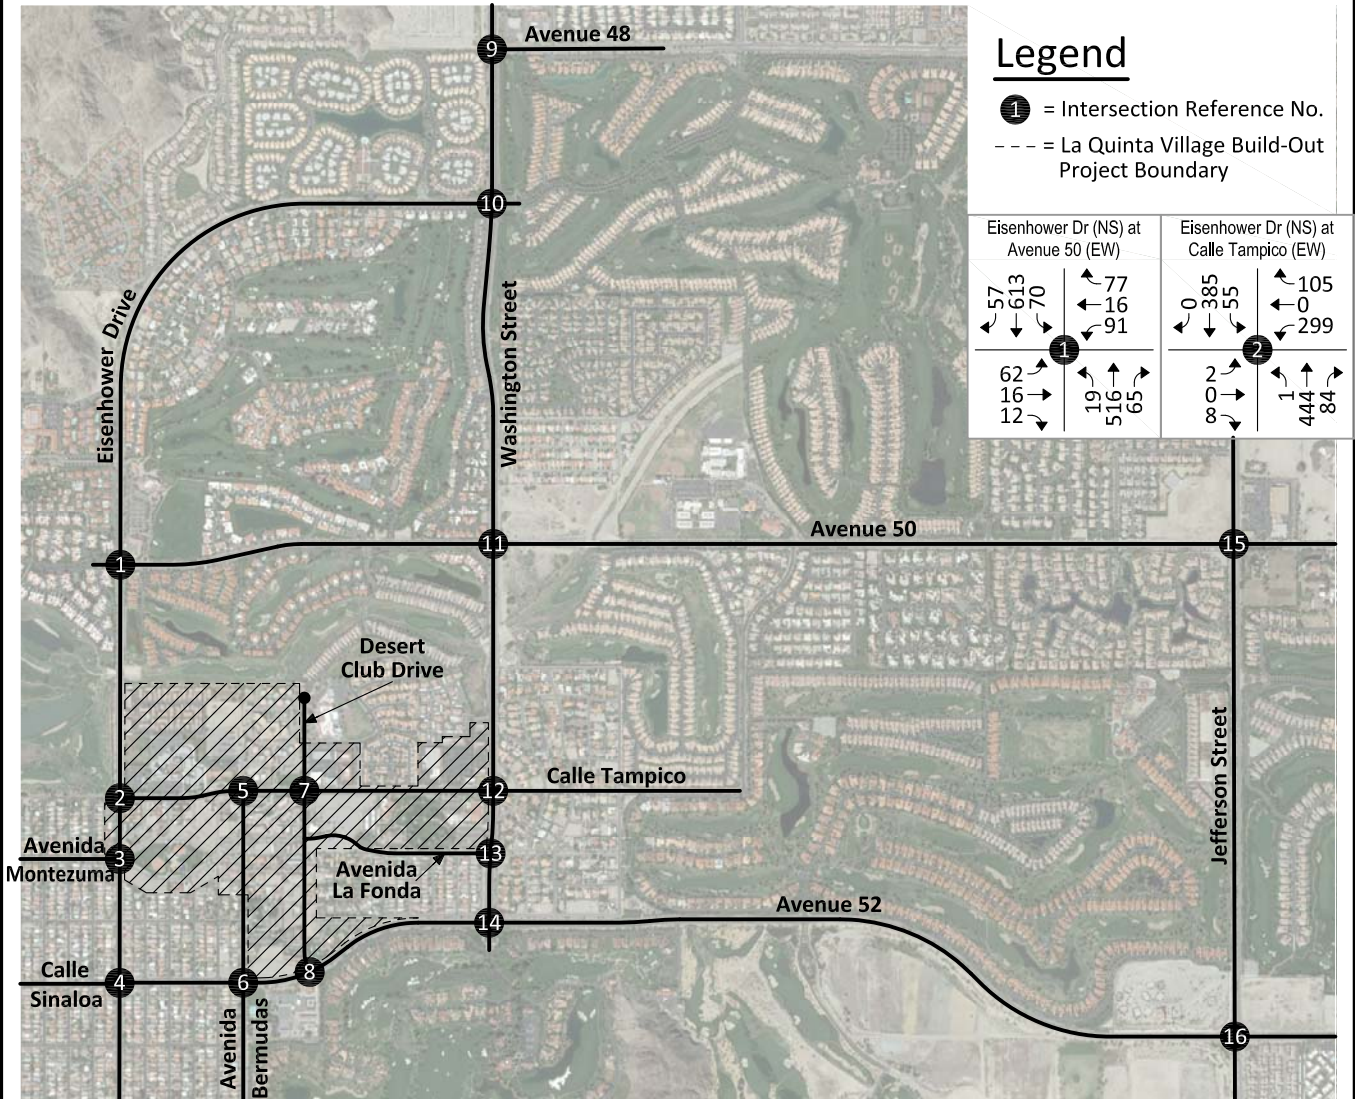 Avenue 48
9
Legend
1 = Intersection Reference No.
= La Quinta Village Build-Out
Project Boundary
10
Eisenhower Dr (NS) at
Avenue 50 (EW)
57
613
70
77
16
91
1
62
16
12
19
516
65
Eisenhower Dr (NS) at
Calle Tampico (EW)
0
385
55
105
0
299
2
2
0
8
1
444
84
Eisenhower Drive
Washington Street
Avenue 50
1
11
15
Desert
Club Drive
Jefferson Street
2
5
7
12
Calle Tampico
Avenida
Montezuma
3
13
Avenida
La Fonda
14
Avenue 52
Calle
Sinaloa
4
6
8
Avenida
Bermudas
16